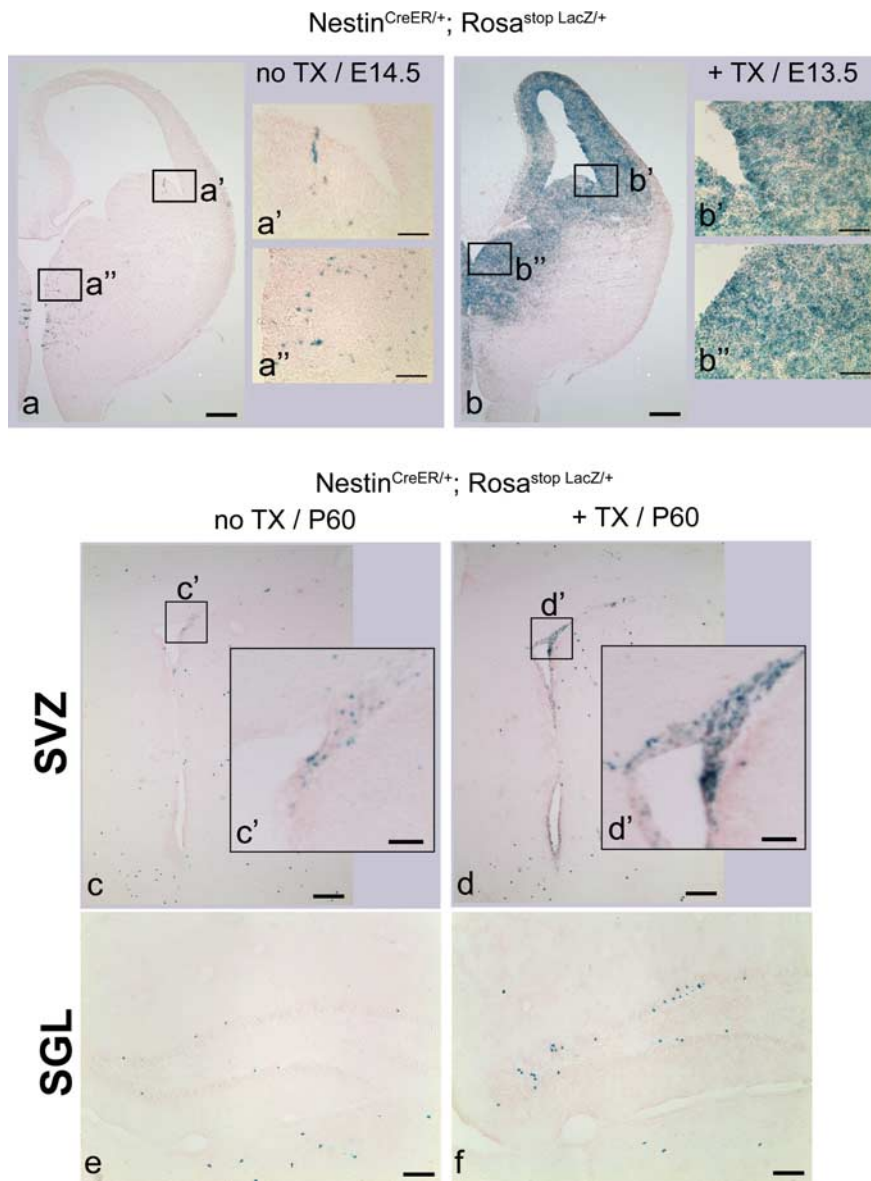 Nestin^CreER/+; Rosa^stop LacZ/+
no TX / E14.5
+ TX / E13.5
a'
a'
a''
a''
a
b'
b'
b''
b''
b
Nestin^CreER/+; Rosa^stop LacZ/+
no TX / P60
+ TX / P60
SVZ
c'
c'
c
d'
d'
d
SGL
e
f